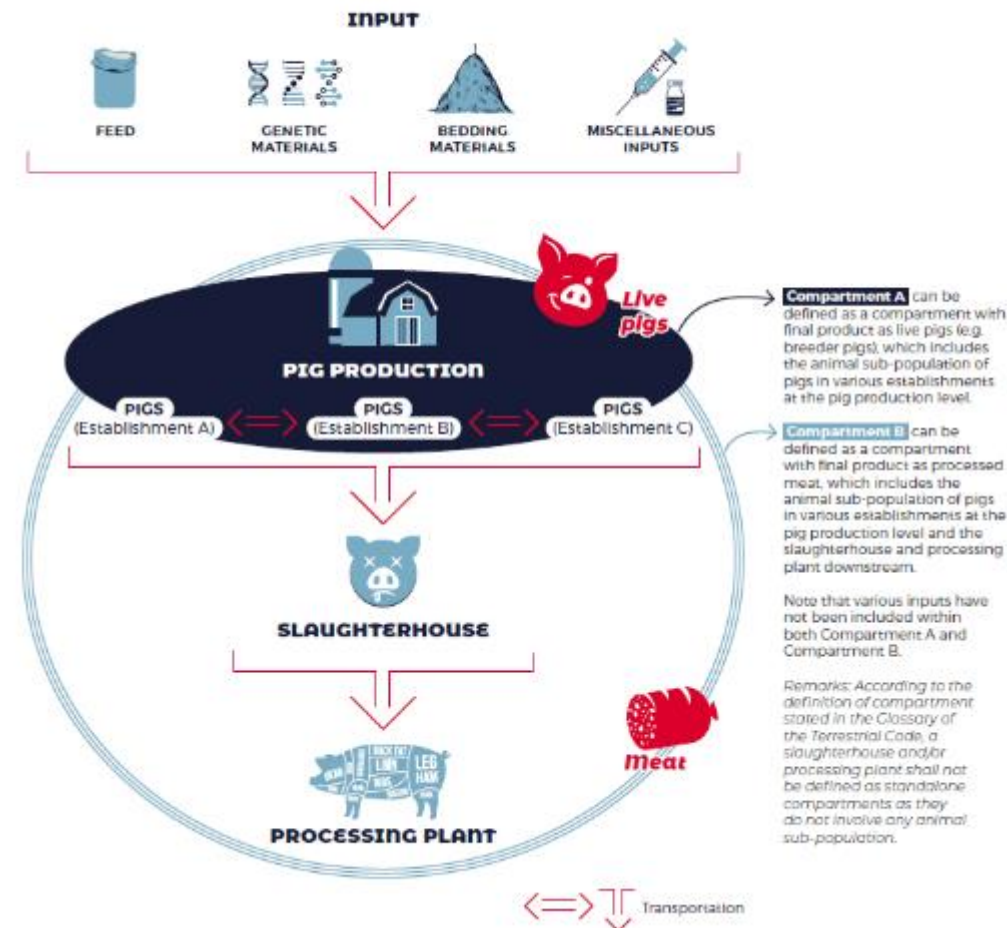 INPUT
FEED
GENETIC
MATERIALS
BEDDING
MATERIALS
MISCELLANEOUS
INPUTS
Live
pigs
PIG PRODUCTION
PIGS
(Establishment A)
PIGS
(Establishment B)
PIGS
(Establishment C)
SLAUGHTERHOUSE
BACK FAT
LOIN
RIBS
LEG
HAM
Meat
PROCESSING PLANT
Compartment A can be
defined as a compartment with
final product as live pigs (e.g.
breeder pigs), which includes
the animal sub-population of
pigs in various establishments
at the pig production level.
Compartment B can be
defined as a compartment
with final product as processed
meat, which includes the
animal sub-population of pigs
in various establishments at the
pig production level and the
slaughterhouse and processing
plant downstream.
Note that various inputs have
not been included within
both Compartment A and
Compartment B.
Remarks: According to the
definition of compartment
stated in the Glossary of
the Terrestrial Code, a
slaughterhouse and/or
processing plant shall not
be defined as standalone
compartments as they
do not involve any animal
sub-population.
Transportation